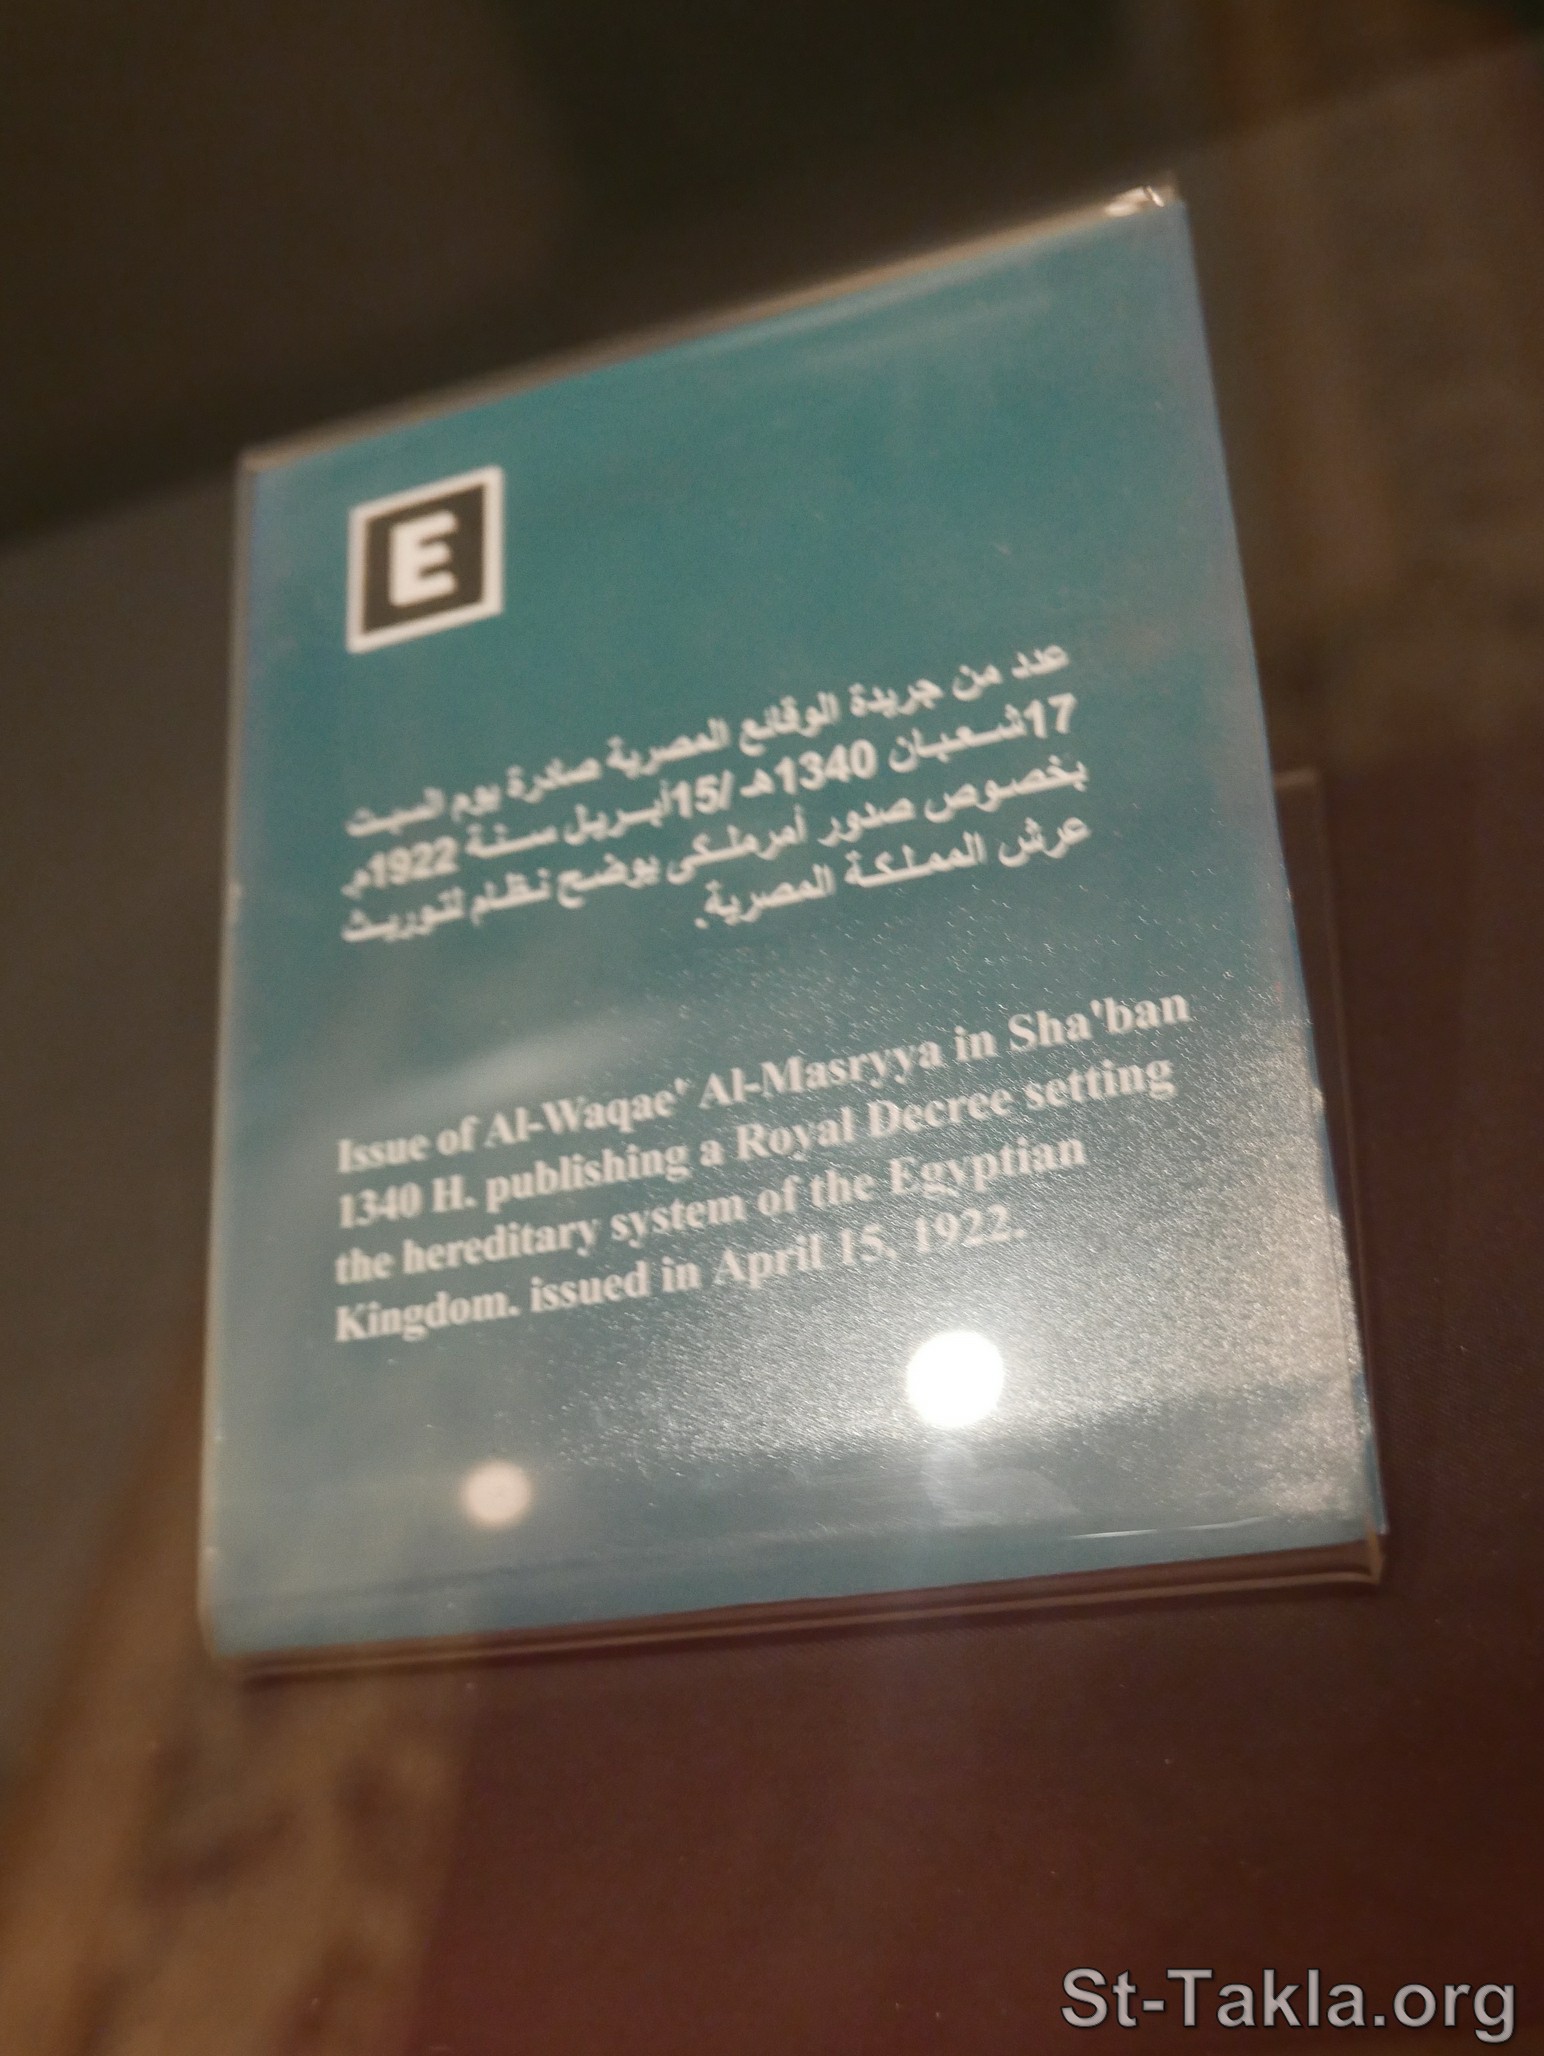 E
عدد من جريدة الوقائع المصرية صادرة يوم السبت
17شعبان 1340هـ /15أبريل سنة 1922م.
بخصوص صدور أمرملكى يوضح نظام لتوريث
عرش المملكة المصرية.
Issue of Al-Waqae' Al-Masryya in Sha'ban
1340 H. publishing a Royal Decree setting
the hereditary system of the Egyptian
Kingdom. issued in April 15, 1922.
St-Takla.org